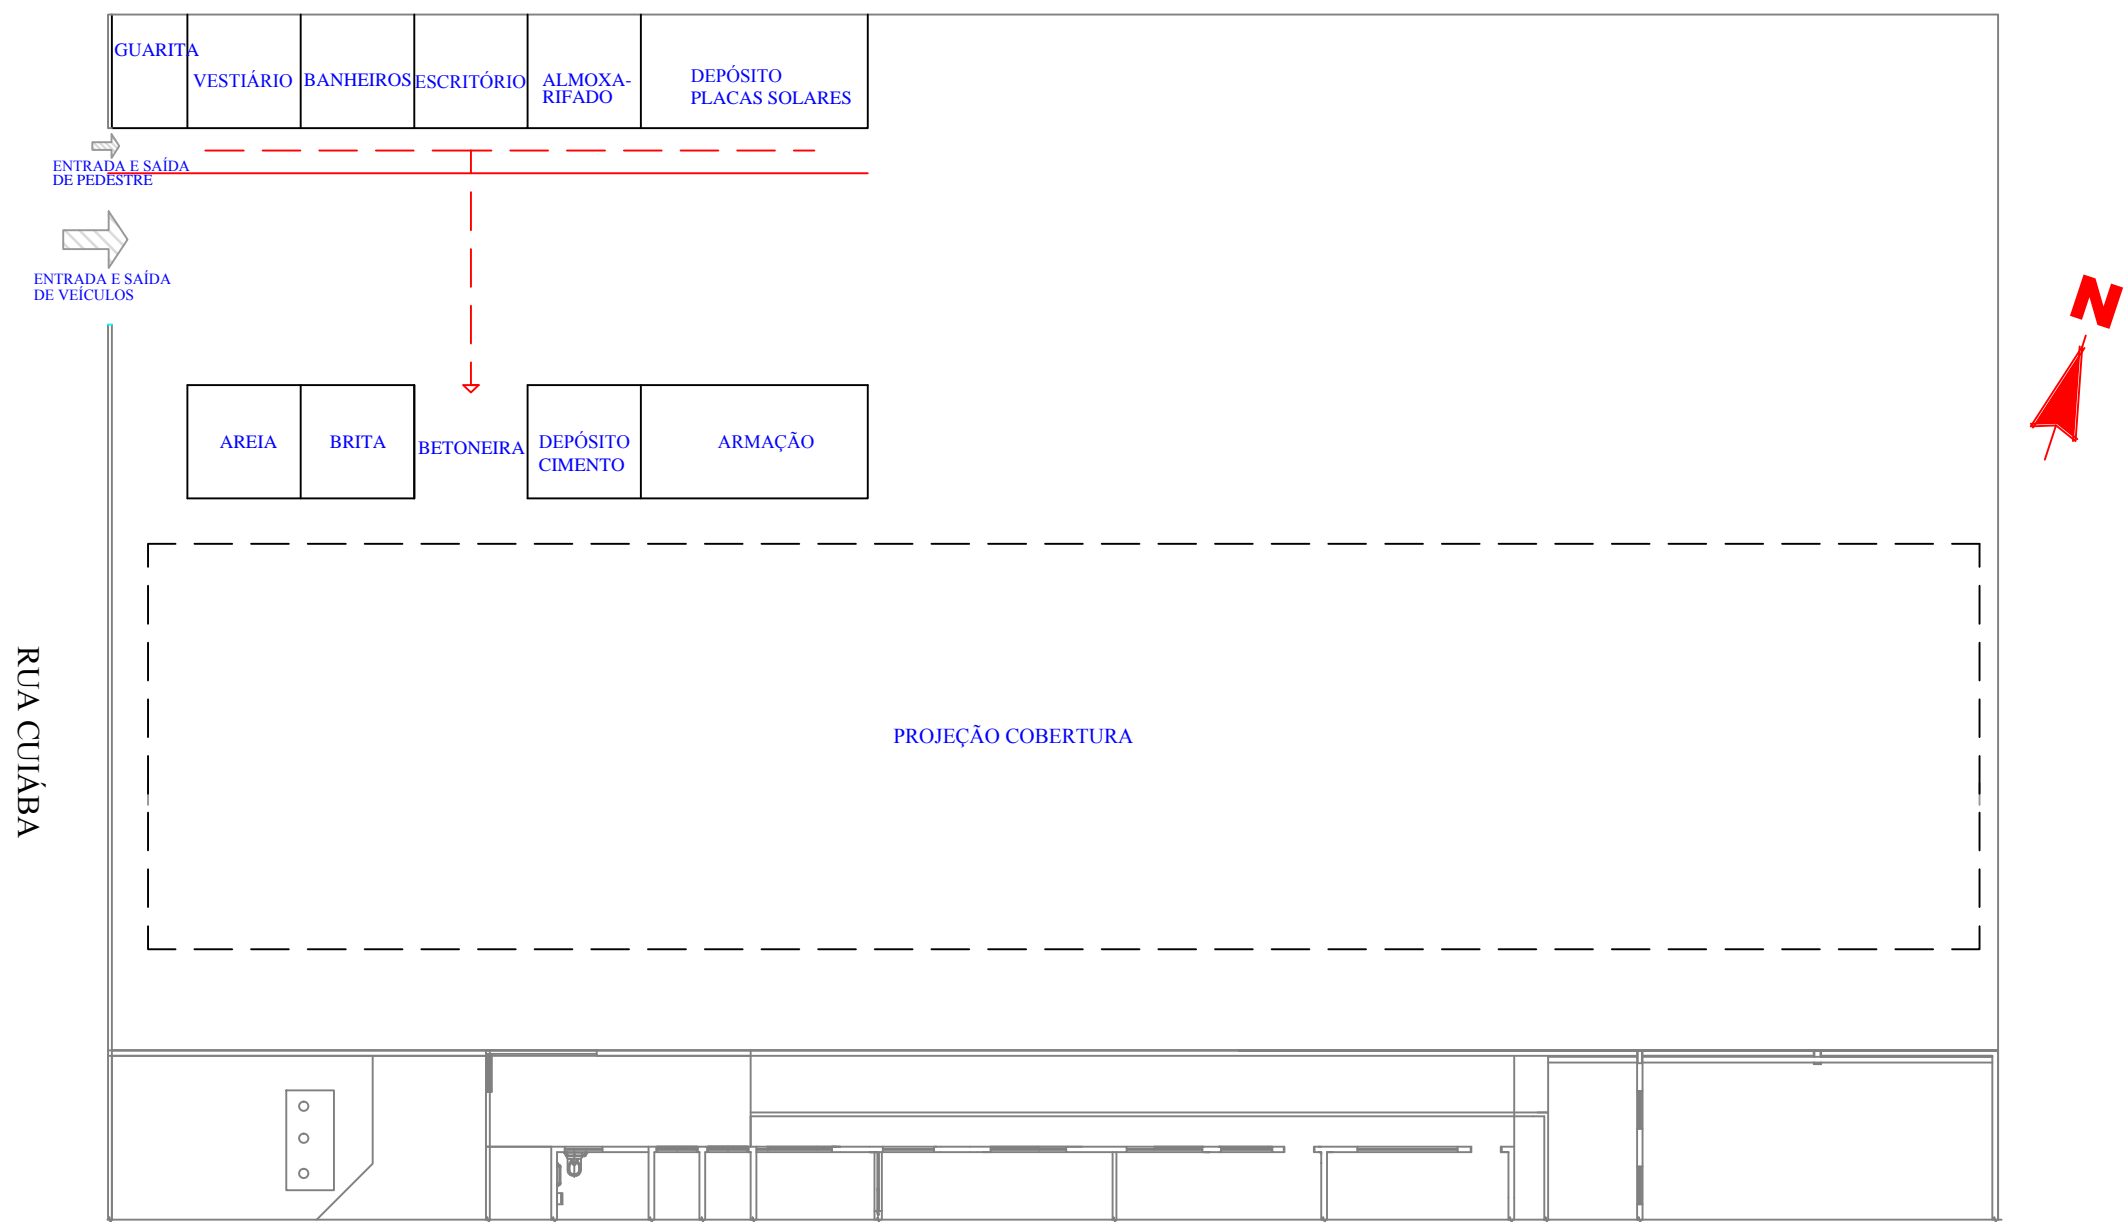 GUARITA
VESTIÁRIO
BANHEIROS
ESCRITÓRIO
ALMOXA-
RIFADO
DEPÓSITO
PLACAS SOLARES
ENTRADA E SAÍDA
DE PEDESTRE
ENTRADA E SAÍDA
DE VEÍCULOS
N
AREIA
BRITA
BETONEIRA
DEPÓSITO
CIMENTO
ARMAÇÃO
PROJEÇÃO COBERTURA
RUA CUIÁBA